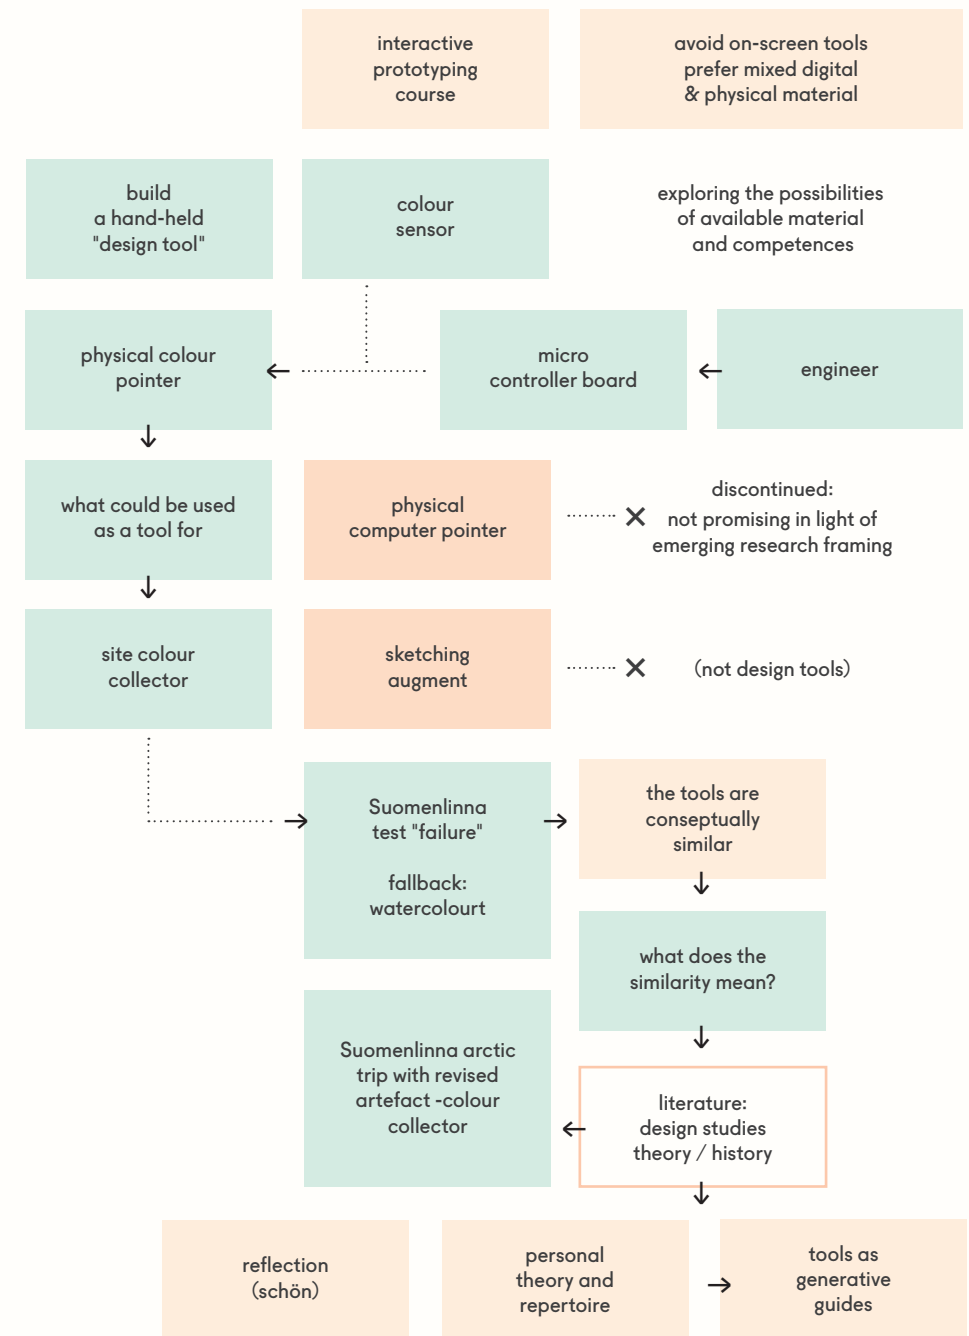 interactive
prototyping
course
avoid on-screen tools
prefer mixed digital
& physical material
build
a hand-held
"design tool"
colour
sensor
exploring the possibilities
of available material
and competences
physical colour
pointer
micro
controller board
engineer
what could be used
as a tool for
physical
computer pointer
discontinued:
not promising in light of
emerging research framing
site colour
collector
sketching
augment
(not design tools)
Suomenlinna
test "failure"
fallback:
watercolourt
the tools are
conseptually
similar
what does the
similarity mean?
Suomenlinna arctic
trip with revised
artefact -colour
collector
literature:
design studies
theory / history
reflection
(schön)
personal
theory and
repertoire
tools as
generative
guides